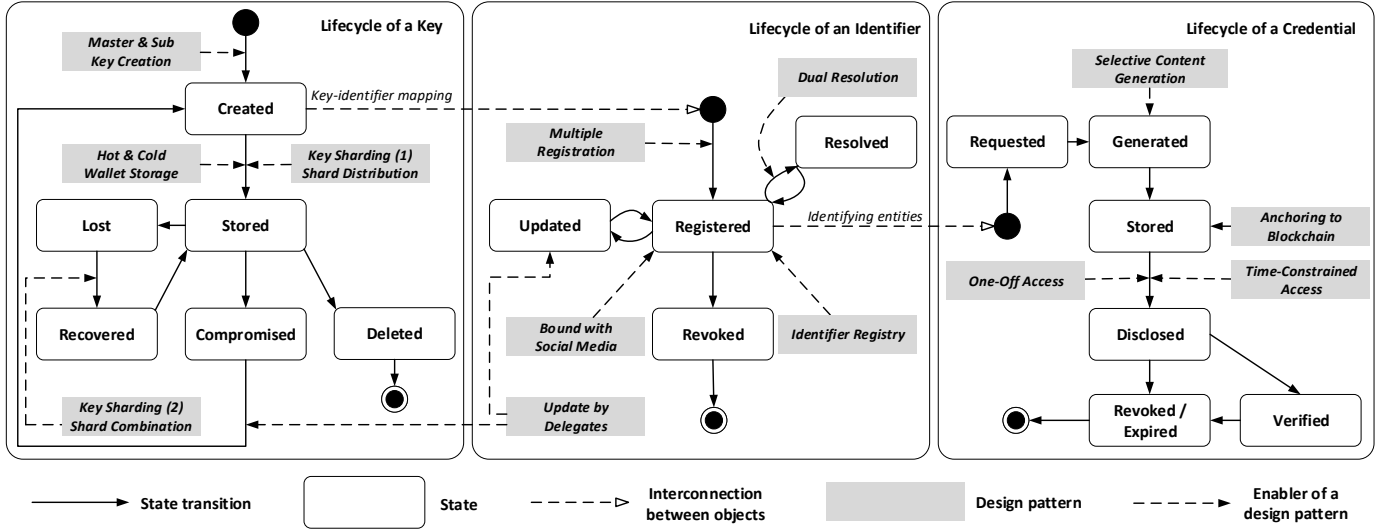 Lifecycle of a Key
Master & Sub
Key Creation
Created
Key-identifier mapping
Hot & Cold
Wallet Storage
Key Sharding (1)
Shard Distribution
Lost
Stored
Recovered
Compromised
Deleted
Key Sharding (2)
Shard Combination
Lifecycle of an Identifier
Dual Resolution
Multiple
Registration
Resolved
Updated
Registered
Identifying entities
Bound with
Social Media
Revoked
Identifier Registry
Update by
Delegates
Lifecycle of a Credential
Selective Content
Generation
Requested
Generated
Stored
Anchoring to
Blockchain
One-Off Access
Time-Constrained
Access
Disclosed
Revoked /
Expired
Verified
State transition
State
Interconnection
between objects
Design pattern
Enabler of a
design pattern